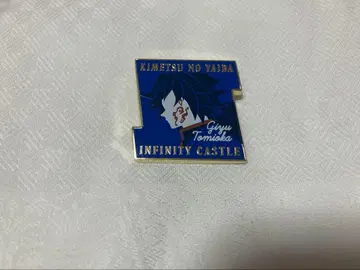 KIMETSU NO YAIBA
Giyu
Tomioka
INFINITY CASTLE